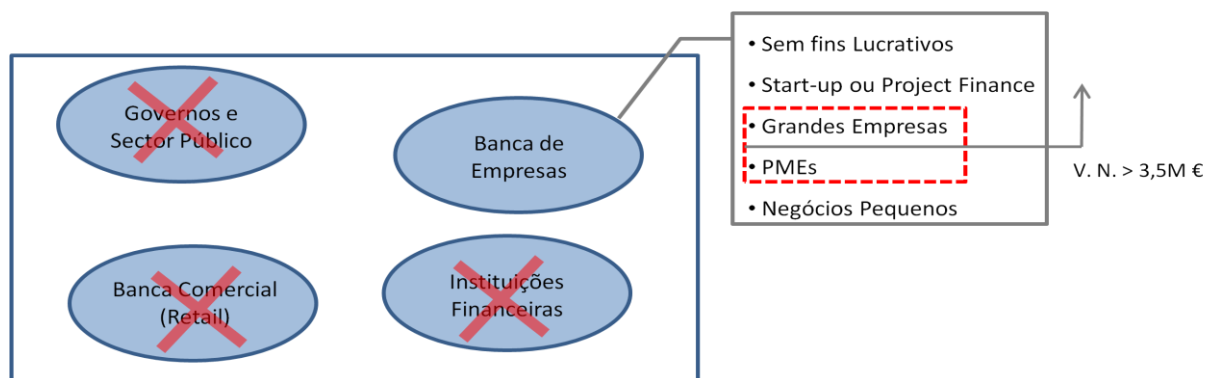 Governos e
Sector Público
Banca de
Empresas
Banca Comercial
(Retail)
Instituições
Financeiras
• Sem fins Lucrativos
• Start-up ou Project Finance
• Grandes Empresas
• PMEs
• Negócios Pequenos
V. N. > 3,5M €